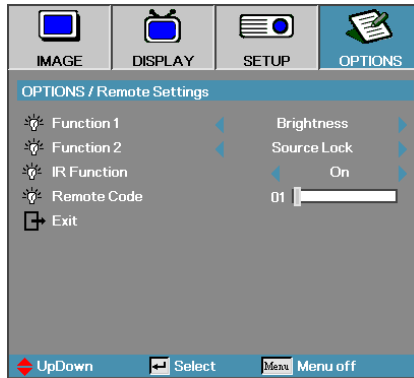 IMAGE DISPLAY SETUP OPTIONS
OPTIONS / Remote Settings
Function 1 Brightness
Function 2 Source Lock
IR Function On
Remote Code 01
Exit
UpDown Select Menu Menu off